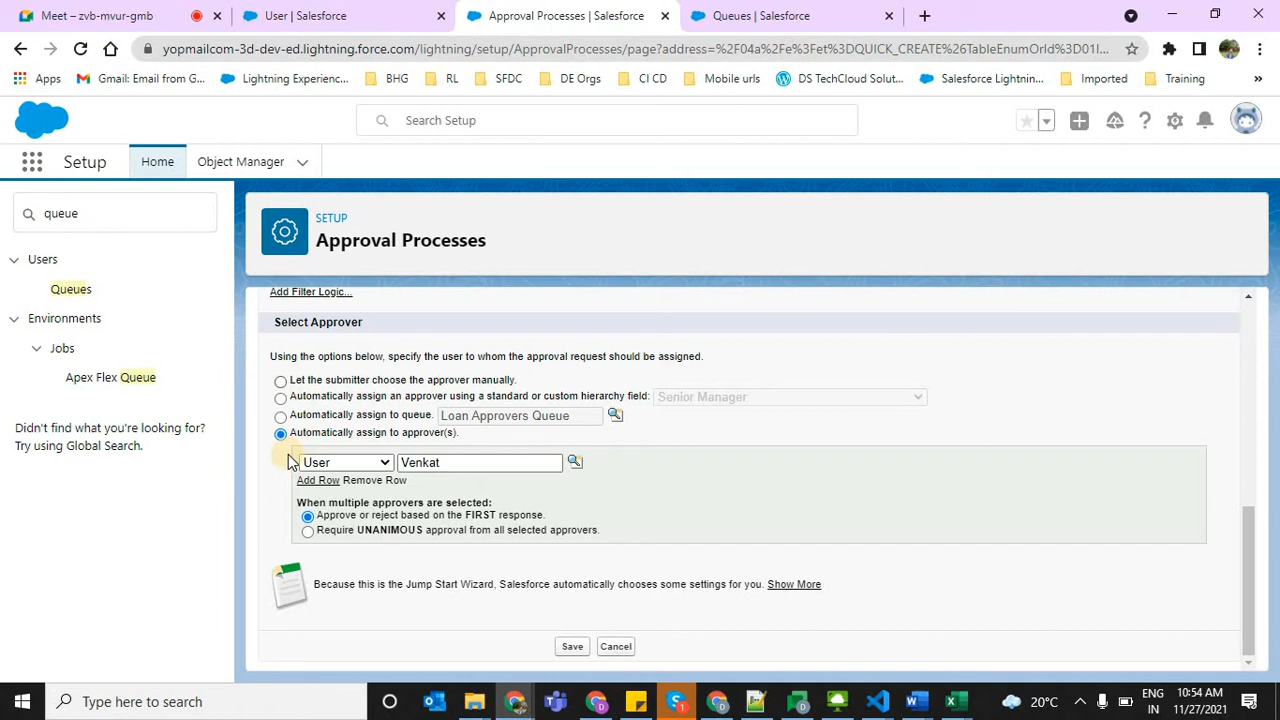 Meet – zvb-mvur-gmb
User | Salesforce
Approval Processes | Salesforce
Queues | Salesforce
yopmailcom-3d-dev-ed.lightning.force.com/lightning/setup/ApprovalProcesses/page?address=%2F04a%2Fe%3Fet%3DQUICK_CREATE%26TableEnumOrId%3D01I...
Apps
Gmail: Email from G...
Lightning Experienc...
BHG
RL
SFDC
DE Orgs
CI CD
Mobile urls
DS TechCloud Solut...
Salesforce Lightnin...
Imported
Training
»
Search Setup
Setup
Home
Object Manager
queue
SETUP
Approval Processes
Users
Queues
Environments
Jobs
Apex Flex Queue
Didn't find what you're looking for?
Try using Global Search.
Add Filter Logic...
Select Approver
Using the options below, specify the user to whom the approval request should be assigned.
Let the submitter choose the approver manually.
Automatically assign an approver using a standard or custom hierarchy field: Senior Manager
Automatically assign to queue. Loan Approvers Queue
Automatically assign to approver(s).
User Venkat
Add Row Remove Row
When multiple approvers are selected:
Approve or reject based on the FIRST response.
Require UNANIMOUS approval from all selected approvers.
Because this is the Jump Start Wizard, Salesforce automatically chooses some settings for you. Show More
Save Cancel
Type here to search
1
20°C
ENG
IN
10:54 AM
11/27/2021